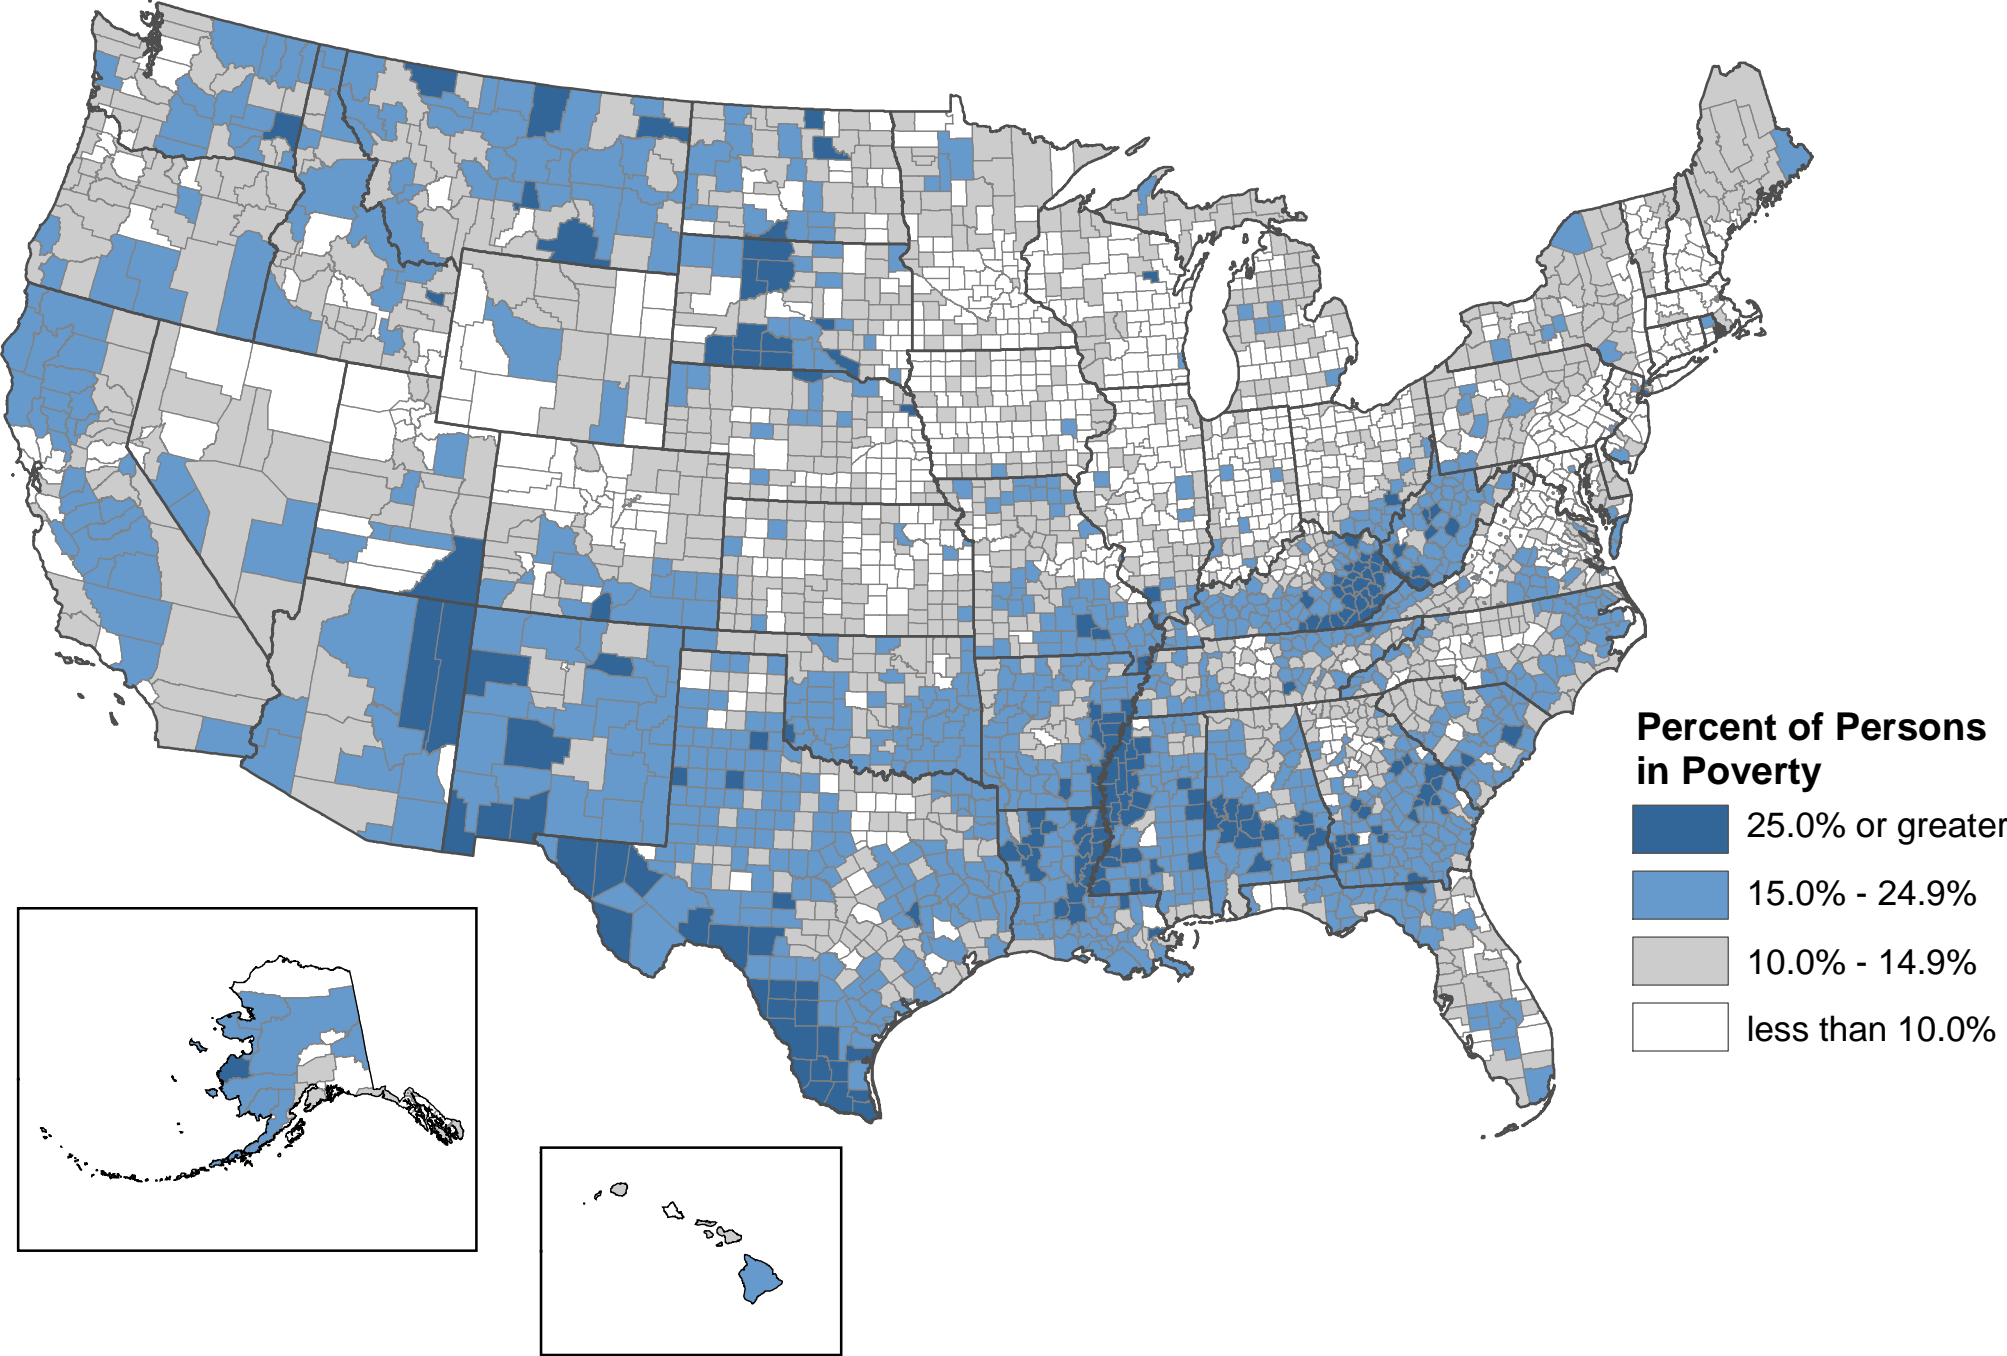 Percent of Persons
in Poverty
25.0% or greater
15.0% - 24.9%
10.0% - 14.9%
less than 10.0%